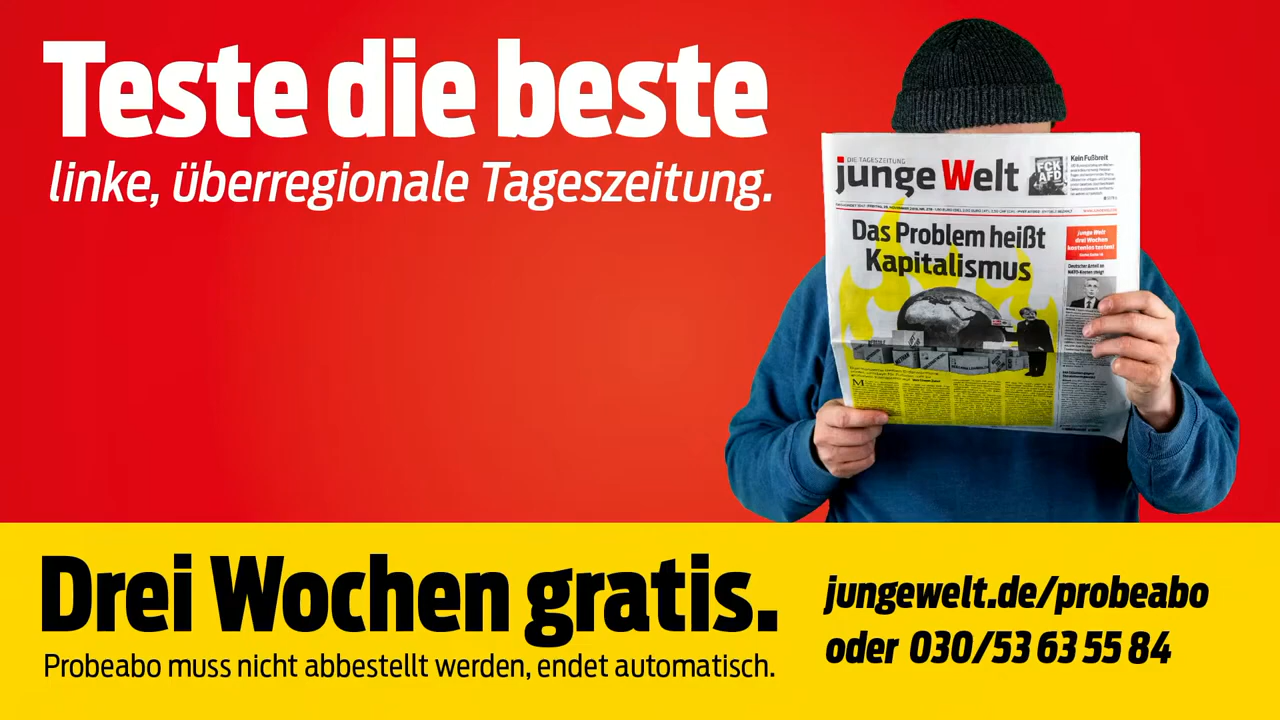 Teste die beste
linke, überregionale Tageszeitung.
DIE TAGESZEITUNG
junge Welt
FCK
AFD
Kein Fußbreit
Das Problem heißt
Kapitalismus
junge Welt
drei Wochen
kostenlos testen!
Deutscher Anteil an
NATO-Kosten steigt
Drei Wochen gratis.
Probeabo muss nicht abbestellt werden, endet automatisch.
jungewelt.de/probeabo
oder 030/53 63 55 84